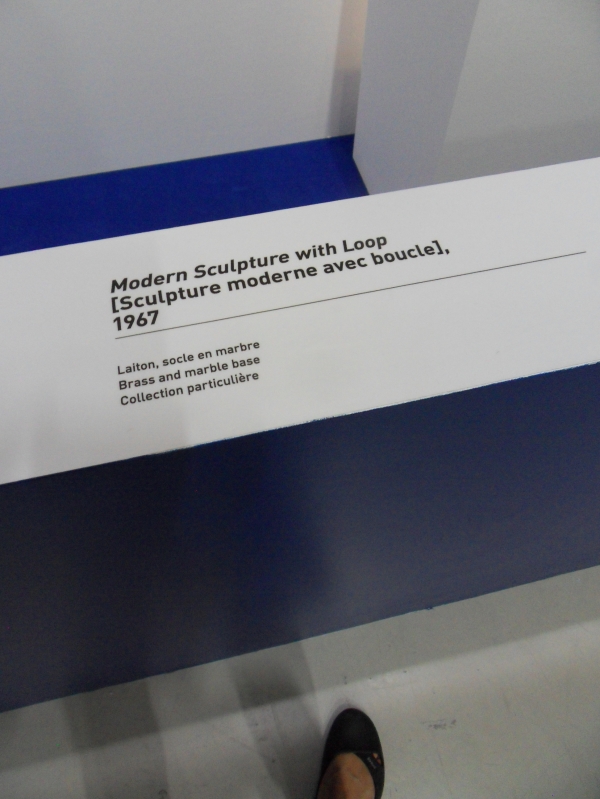 Modern Sculpture with Loop
[Sculpture moderne avec boucle],
1967
Laiton, socle en marbre
Brass and marble base
Collection particulière